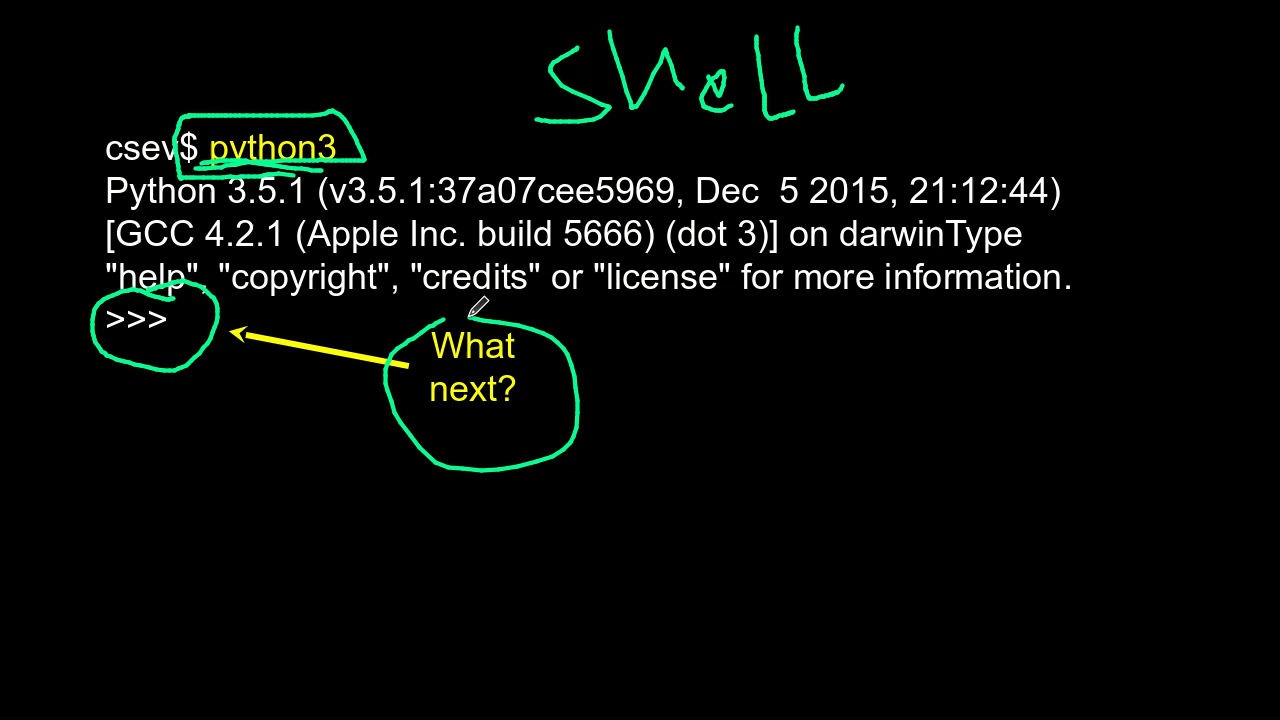 SHeLL
csev$ python3
Python 3.5.1 (v3.5.1:37a07cee5969, Dec  5 2015, 21:12:44)
[GCC 4.2.1 (Apple Inc. build 5666) (dot 3)] on darwinType
"help", "copyright", "credits" or "license" for more information.
>>>
What
next?